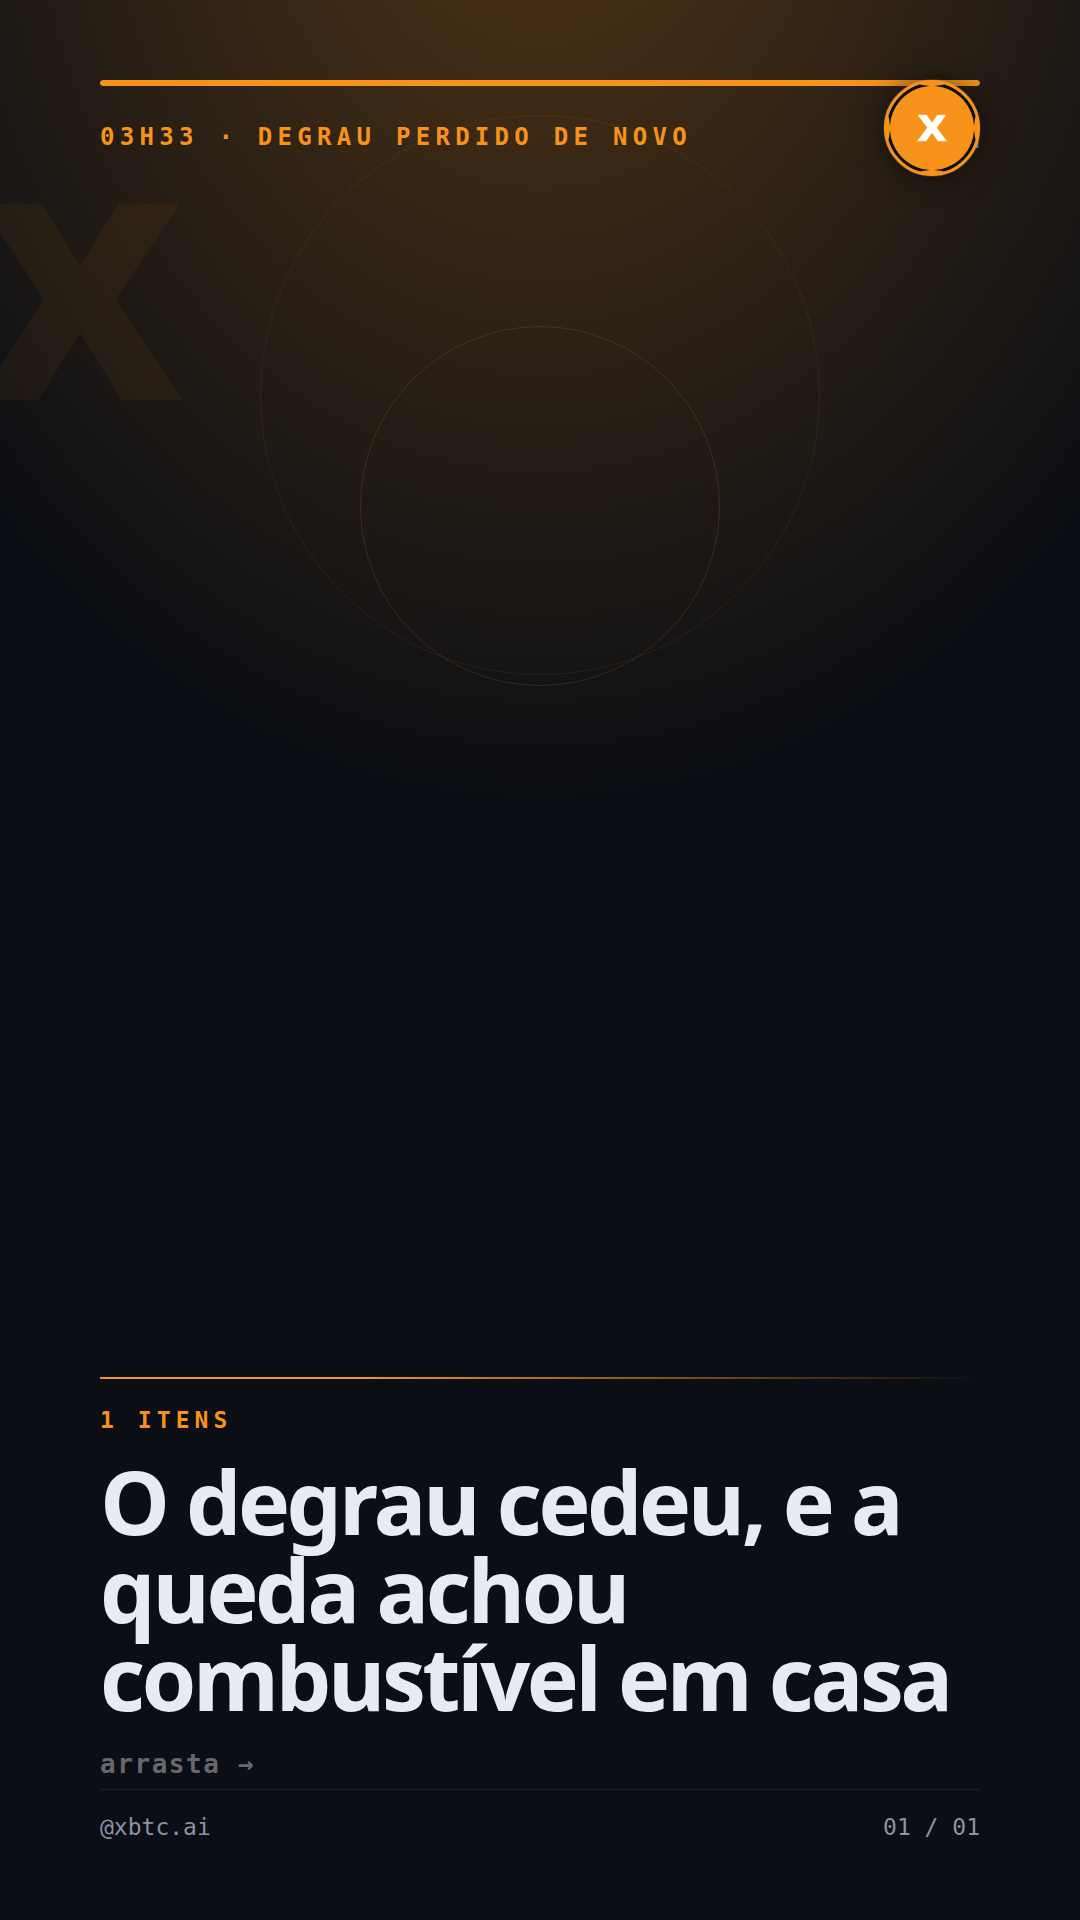 03H33 · DEGRAU PERDIDO DE NOVO
x
x
1 ITENS
O degrau cedeu, e a
queda achou
combustível em casa
arrasta →
@xbtc.ai
01 / 01